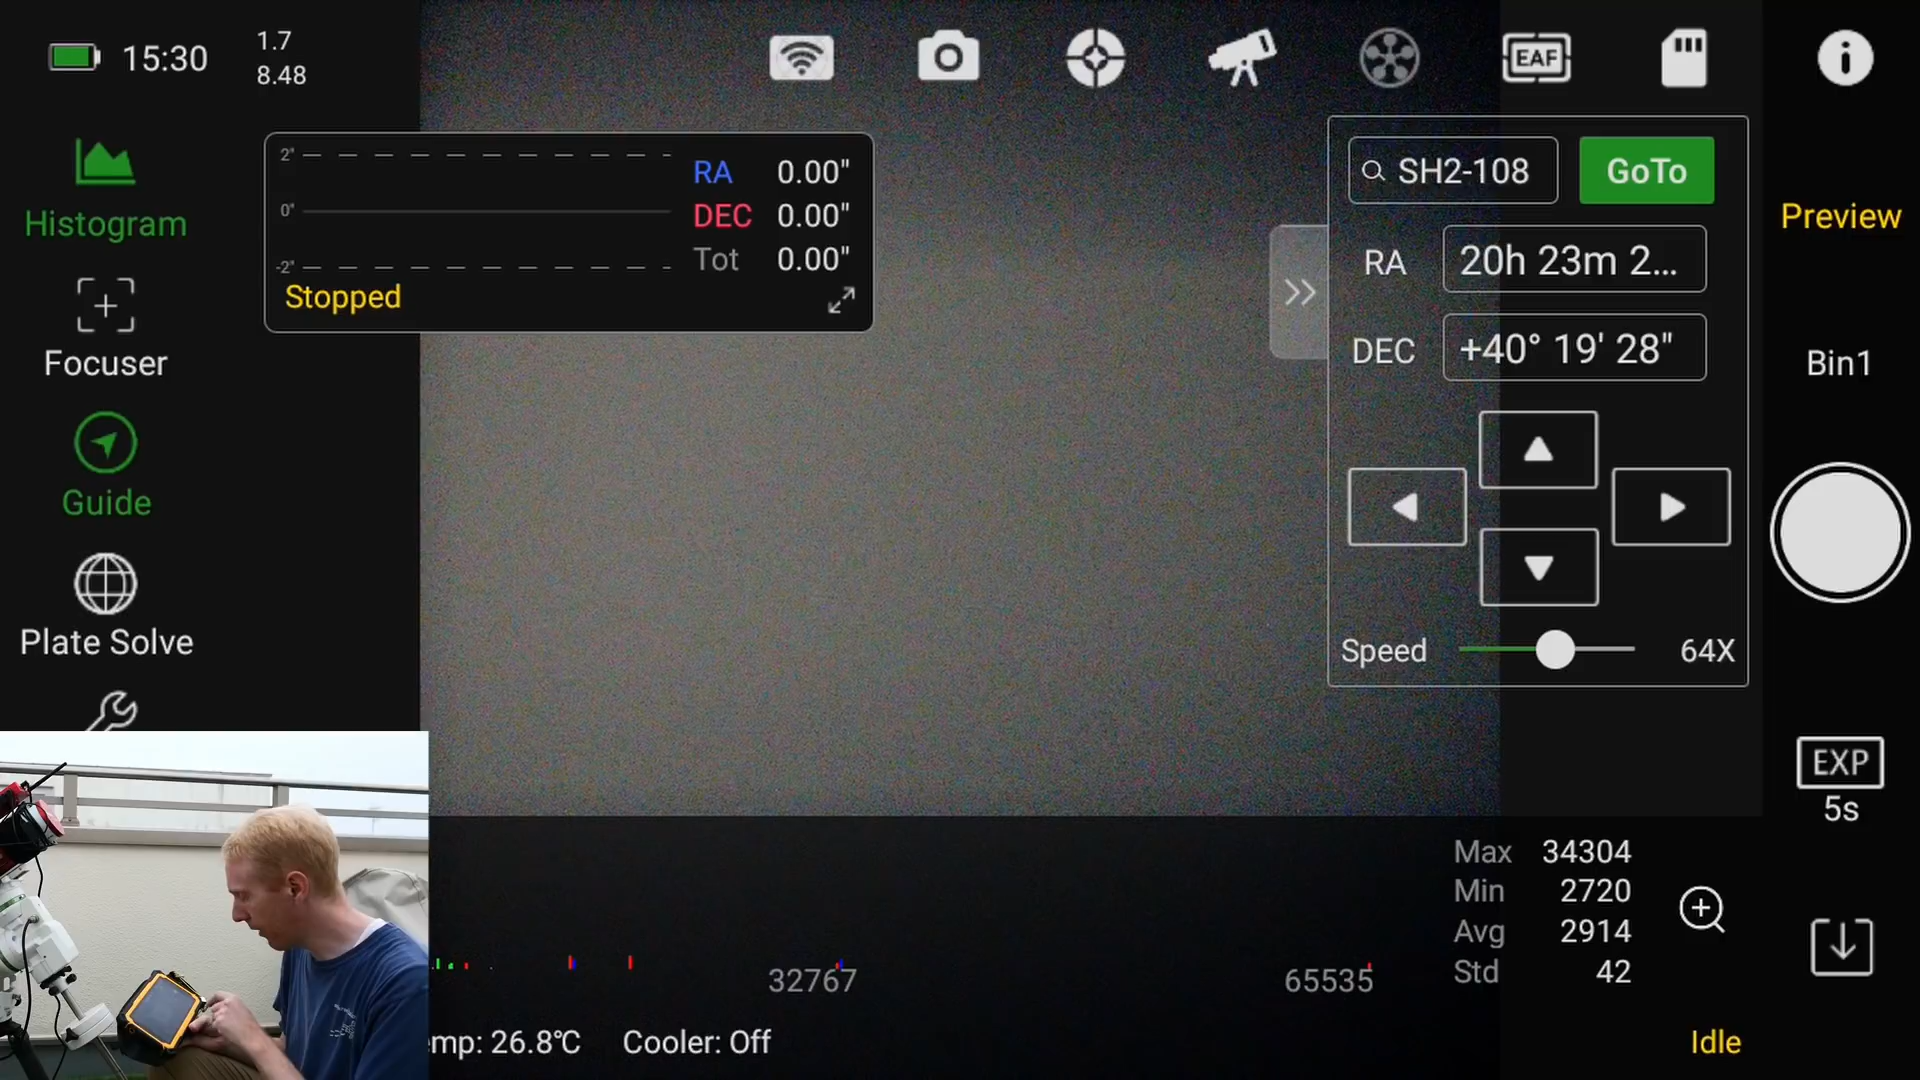 15:30
1.7
8.48
EAF
Histogram
Focuser
Guide
Plate Solve
2"
0"
-2"
RA 0.00"
DEC 0.00"
Tot 0.00"
Stopped
SH2-108
GoTo
RA 20h 23m 2...
DEC +40° 19' 28"
Speed 64X
Preview
Bin1
EXP
5s
Max 34304
Min 2720
Avg 2914
Std 42
32767
65535
emp: 26.8℃
Cooler: Off
Idle